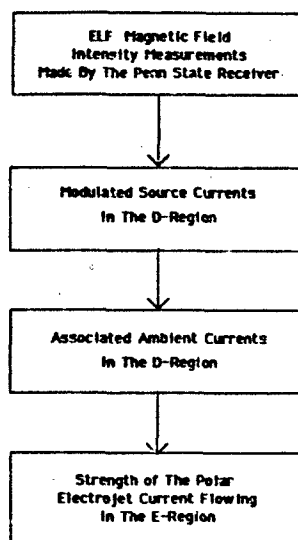 ELF Magnetic Field
Intensity Measurements
Made By The Penn State Receiver
Modulated Source Currents
In The D-Region
Associated Ambient Currents
In The D-Region
Strength of The Polar
Electrojet Current Flowing
In The E-Region